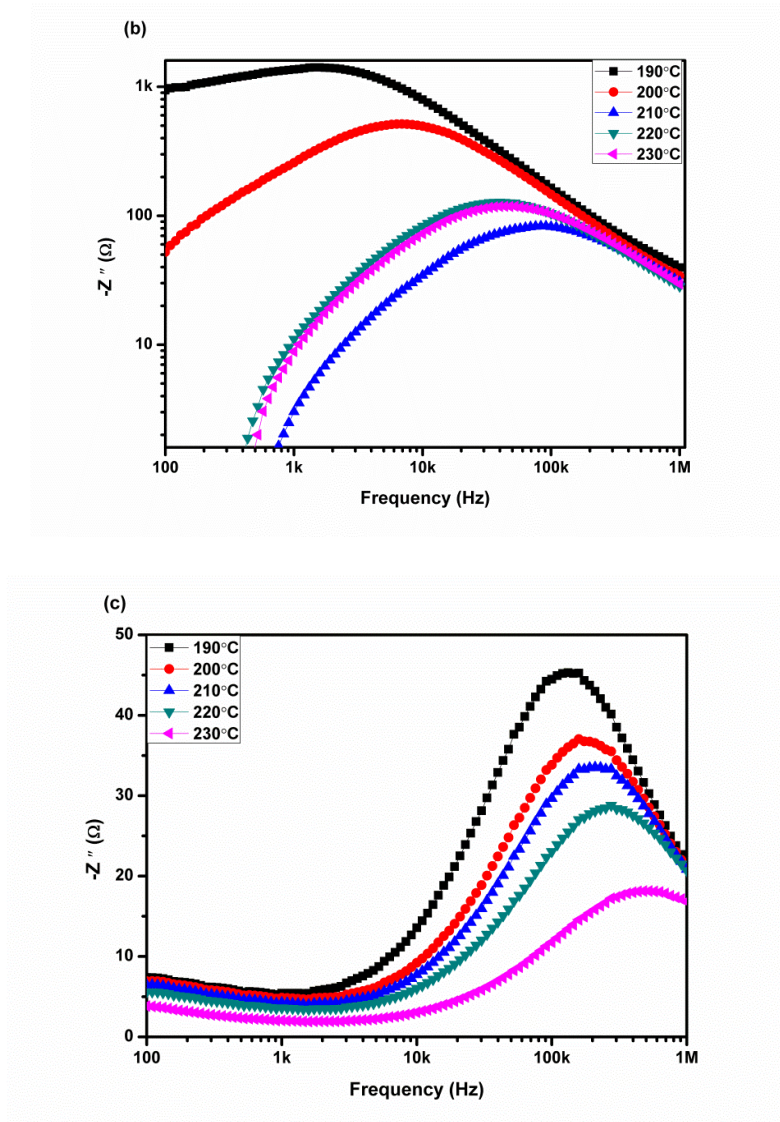 (b)
1k
100
10
-Z " (Ω)
190°C
200°C
210°C
220°C
230°C
100 1k 10k 100k 1M
Frequency (Hz)
(c)
50
40
30
20
10
0
-Z " (Ω)
190°C
200°C
210°C
220°C
230°C
100 1k 10k 100k 1M
Frequency (Hz)